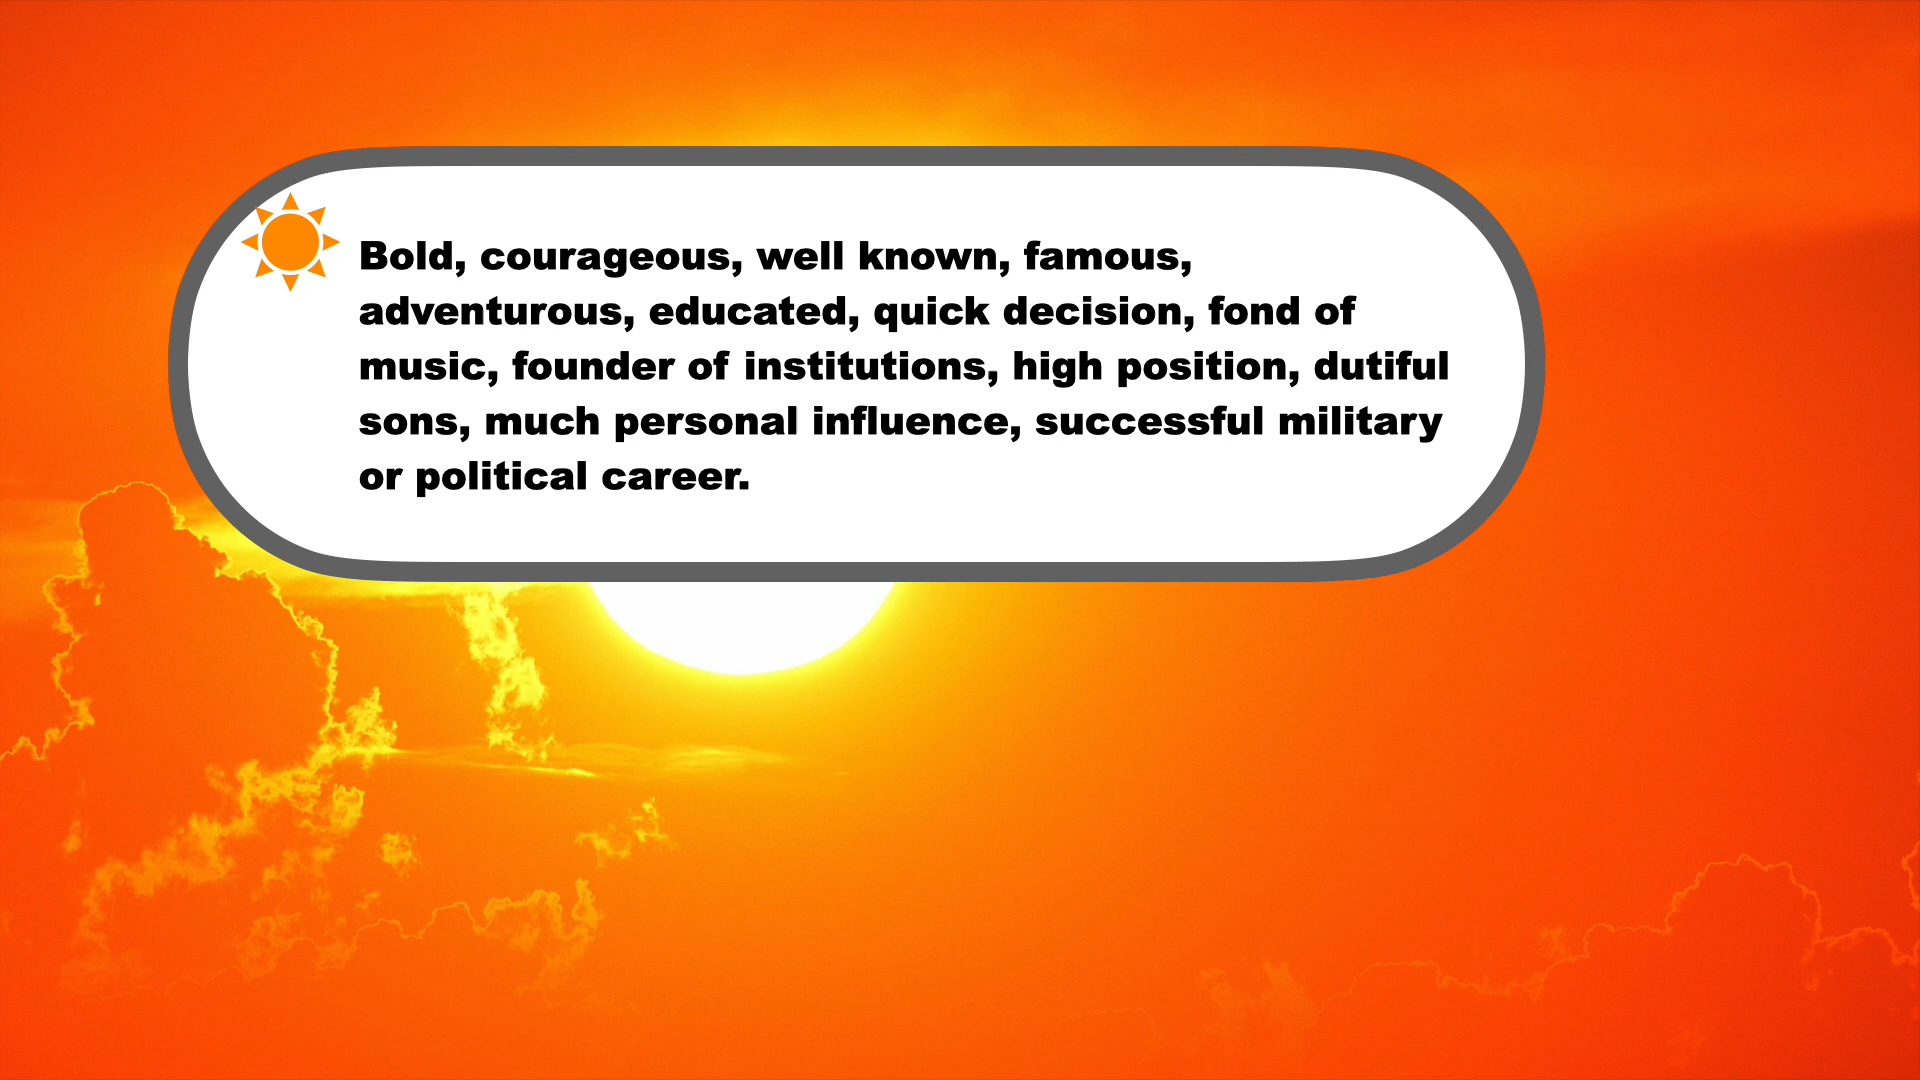 Bold, courageous, well known, famous,
adventurous, educated, quick decision, fond of
music, founder of institutions, high position, dutiful
sons, much personal influence, successful military
or political career.